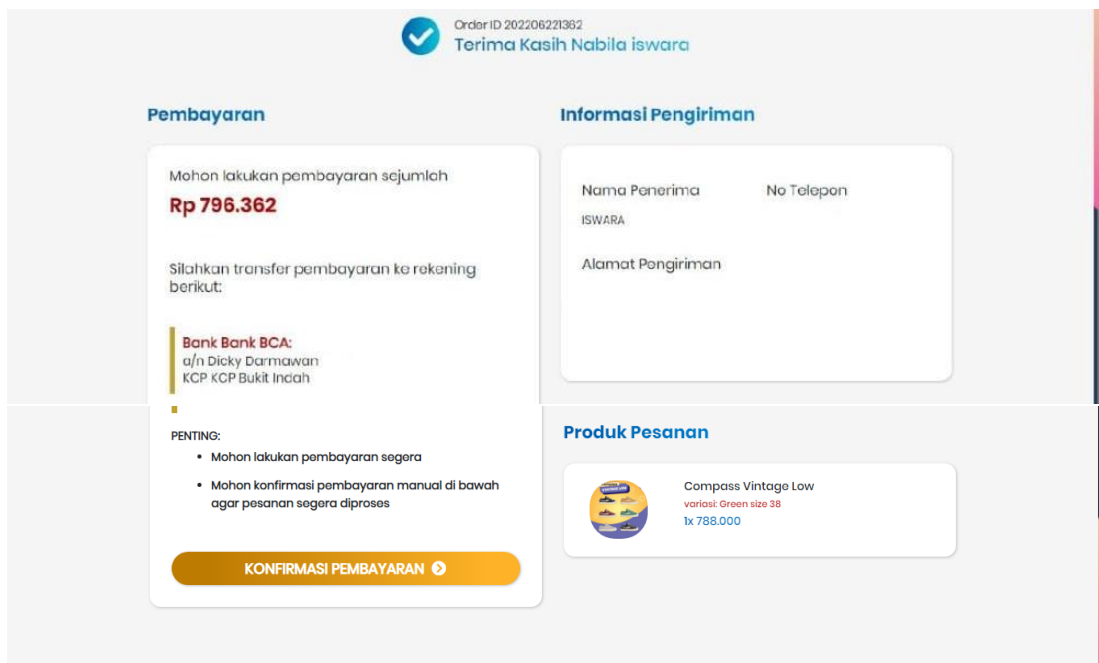 Order ID 202206221362
Terima Kasih Nabila iswara
Pembayaran
Mohon lakukan pembayaran sejumlah
Rp 796.362
Silahkan transfer pembayaran ke rekening
berikut:
Bank Bank BCA:
a/n Dicky Darmawan
KCP KCP Bukit Indah
PENTING:
• Mohon lakukan pembayaran segera
• Mohon konfirmasi pembayaran manual di bawah
agar pesanan segera diproses
KONFIRMASI PEMBAYARAN
Informasi Pengiriman
Nama Penerima
No Telepon
ISWARA
Alamat Pengiriman
Produk Pesanan
Compass Vintage Low
variasi: Green size 38
1x 788.000